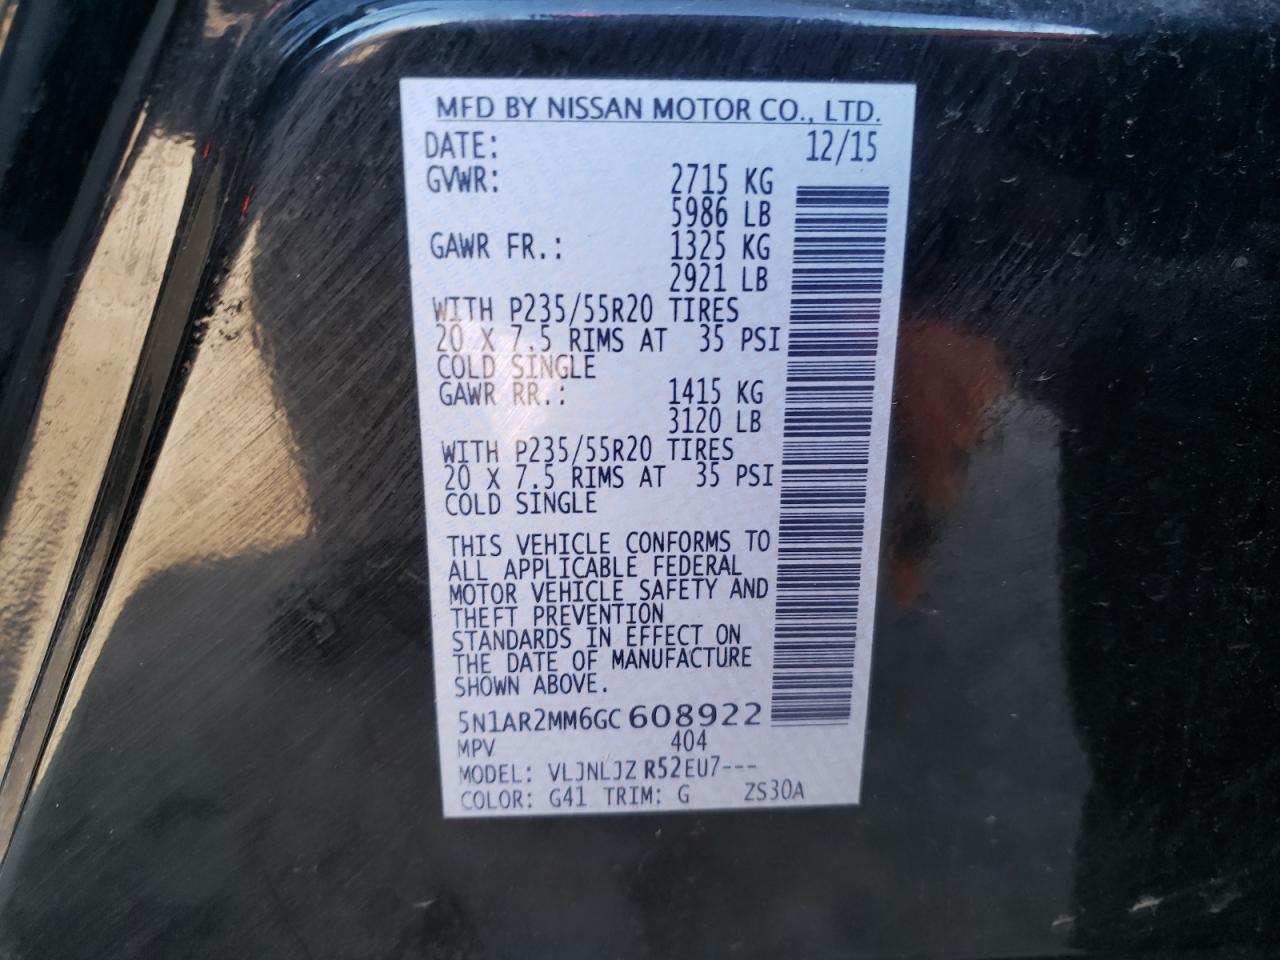 MFD BY NISSAN MOTOR CO., LTD.
DATE: 12/15
GVWR: 2715 KG
5986 LB
GAWR FR.: 1325 KG
2921 LB
WITH P235/55R20 TIRES
20 X 7.5 RIMS AT 35 PSI
COLD SINGLE
GAWR RR.: 1415 KG
3120 LB
WITH P235/55R20 TIRES
20 X 7.5 RIMS AT 35 PSI
COLD SINGLE
THIS VEHICLE CONFORMS TO
ALL APPLICABLE FEDERAL
MOTOR VEHICLE SAFETY AND
THEFT PREVENTION
STANDARDS IN EFFECT ON
THE DATE OF MANUFACTURE
SHOWN ABOVE.
5N1AR2MM6GC608922
MPV 404
MODEL: VLJNLJZ R52EU7---
COLOR: G41 TRIM: G ZS30A